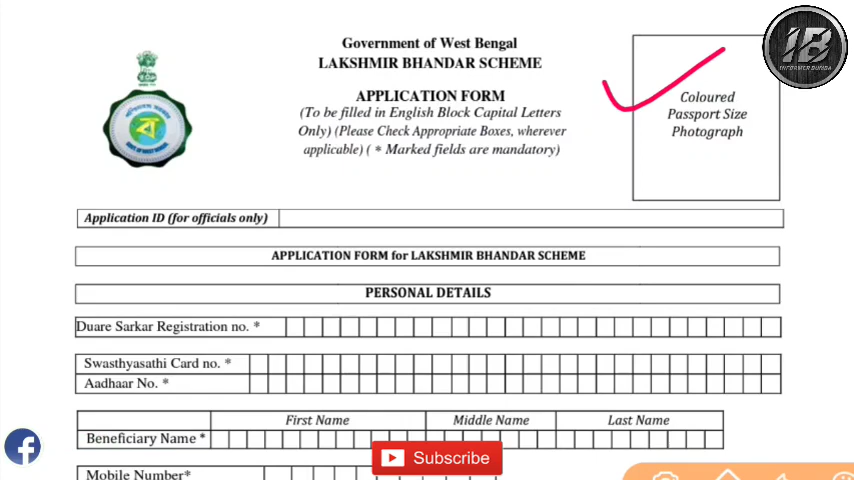 Government of West Bengal
LAKSHMIR BHANDAR SCHEME
APPLICATION FORM
(To be filled in English Block Capital Letters
Only) (Please Check Appropriate Boxes, wherever
applicable) ( * Marked fields are mandatory)
Coloured
Passport Size
Photograph
IB
INFORMER BUNDA
Application ID (for officials only)
APPLICATION FORM for LAKSHMIR BHANDAR SCHEME
PERSONAL DETAILS
Duare Sarkar Registration no. *
Swasthyasathi Card no. *
Aadhaar No. *
First Name Middle Name Last Name
Beneficiary Name *
Subscribe
Mobile Number*